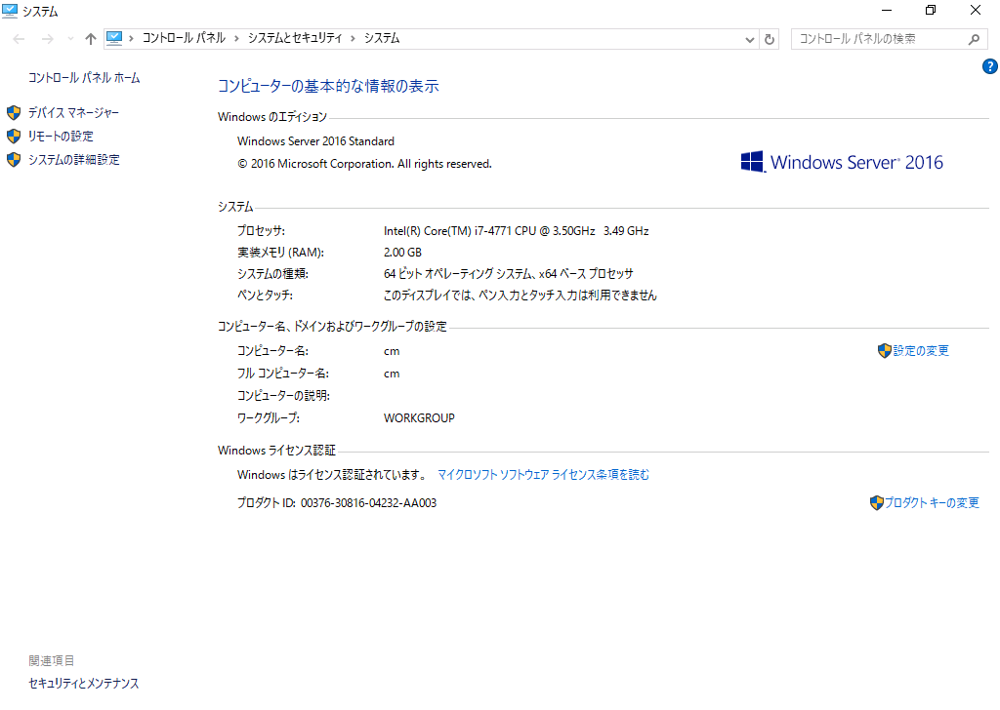 システム
コントロール パネル › システムとセキュリティ › システム
コントロール パネルの検索
コントロール パネル ホーム
デバイス マネージャー
リモートの設定
システムの詳細設定
コンピューターの基本的な情報の表示
Windows のエディション
Windows Server 2016 Standard
© 2016 Microsoft Corporation. All rights reserved.
Windows Server® 2016
システム
プロセッサ: Intel(R) Core(TM) i7-4771 CPU @ 3.50GHz 3.49 GHz
実装メモリ (RAM): 2.00 GB
システムの種類: 64 ビット オペレーティング システム、x64 ベース プロセッサ
ペンとタッチ: このディスプレイでは、ペン入力とタッチ入力は利用できません
コンピューター名、ドメインおよびワークグループの設定
コンピューター名: cm 設定の変更
フル コンピューター名: cm
コンピューターの説明:
ワークグループ: WORKGROUP
Windows ライセンス認証
Windows はライセンス認証されています。 マイクロソフト ソフトウェア ライセンス条項を読む
プロダクト ID: 00376-30816-04232-AA003 プロダクト キーの変更
関連項目
セキュリティとメンテナンス